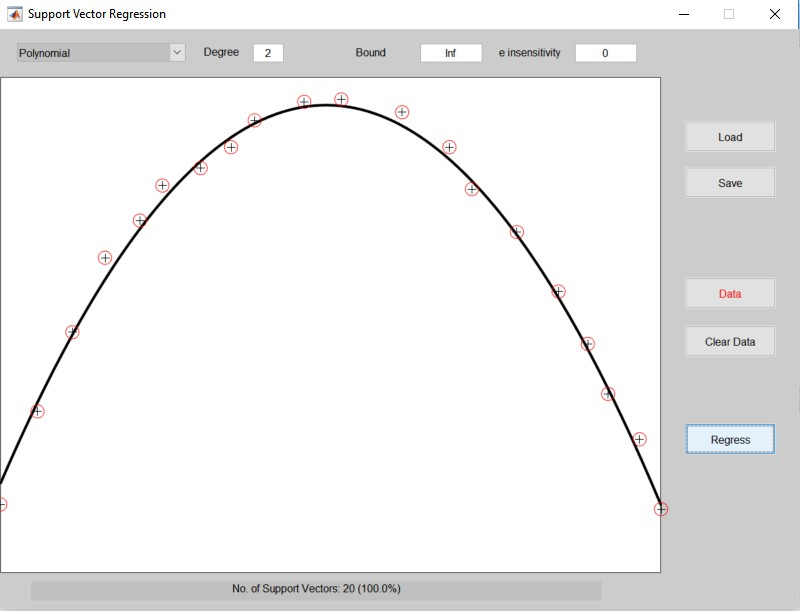 Support Vector Regression
Polynomial Degree 2 Bound Inf e insensitivity 0
Load
Save
Data
Clear Data
Regress
No. of Support Vectors: 20 (100.0%)